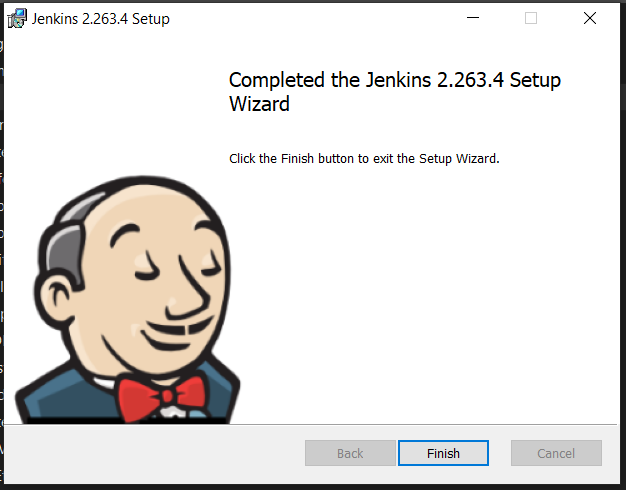 Jenkins 2.263.4 Setup
Completed the Jenkins 2.263.4 Setup
Wizard
Click the Finish button to exit the Setup Wizard.
Back
Finish
Cancel